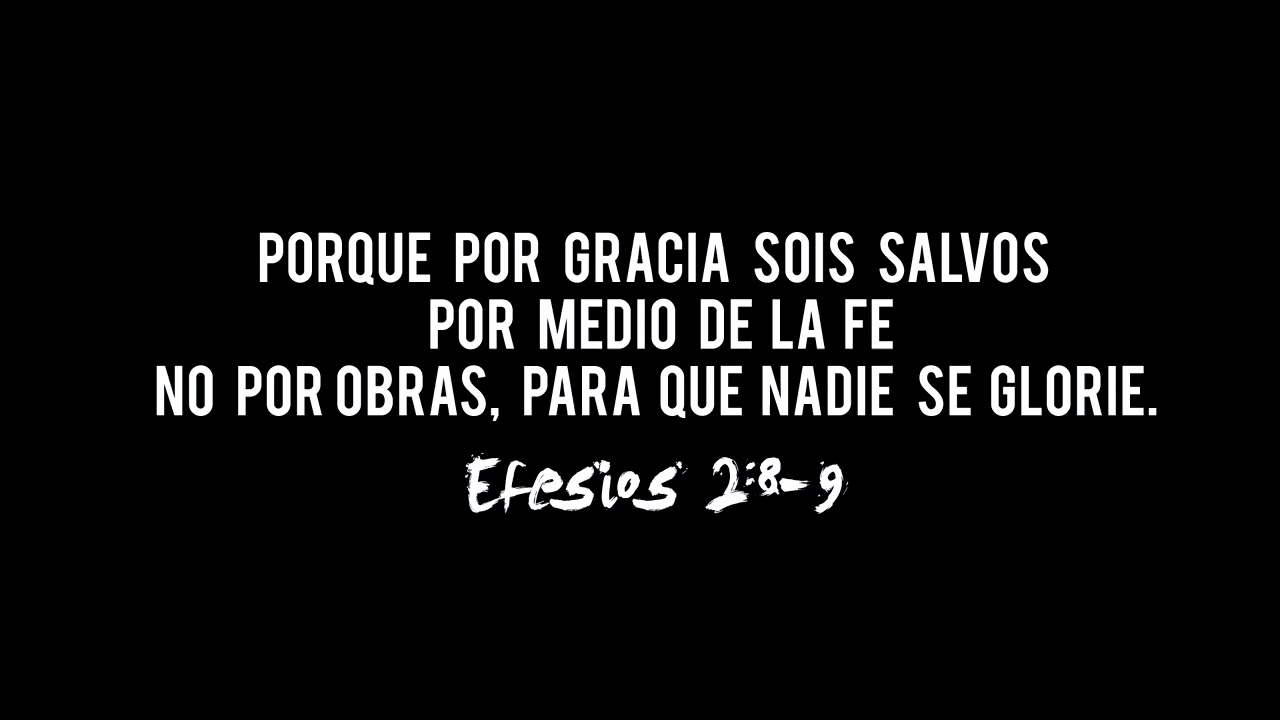 PORQUE POR GRACIA SOIS SALVOS
POR MEDIO DE LA FE
NO POR OBRAS, PARA QUE NADIE SE GLORIE.
Efesios 2:8-9